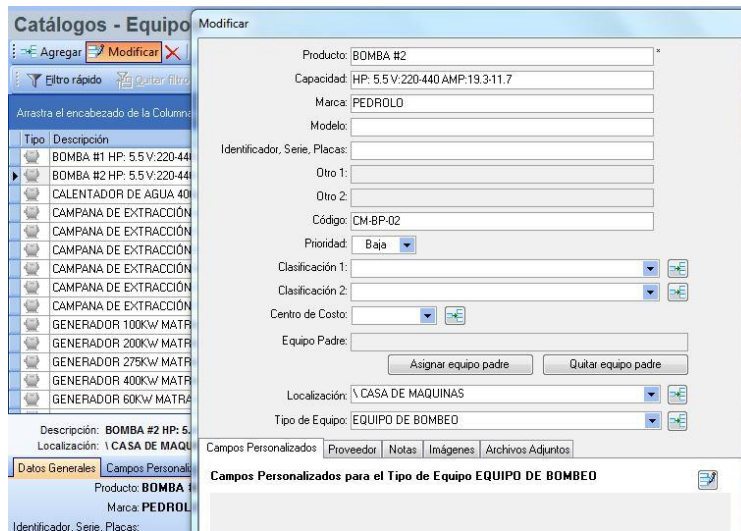 Catálogos - Equipo
Agregar Modificar
Filtro rápido Quitar filtro
Arrastra el encabezado de la Columna
Tipo Descripción
BOMBA #1 HP: 5.5 V:220-44
BOMBA #2 HP: 5.5 V:220-44
CALENTADOR DE AGUA 40
CAMPANA DE EXTRACCIÓN
CAMPANA DE EXTRACCIÓN
CAMPANA DE EXTRACCIÓN
CAMPANA DE EXTRACCIÓN
CAMPANA DE EXTRACCIÓN
CAMPANA DE EXTRACCIÓN
GENERADOR 100KW MATR
GENERADOR 200KW MATR
GENERADOR 275KW MATR
GENERADOR 400KW MATR
GENERADOR 60KW MATRA
Descripción: BOMBA #2 HP: 5.
Localización: \ CASA DE MAQU
Datos Generales Campos Personali
Producto: BOMBA
Marca: PEDROL
Identificador, Serie, Placas:
Modificar
Producto: BOMBA #2 *
Capacidad: HP: 5.5 V:220-440 AMP:19.3-11.7
Marca: PEDROLO
Modelo:
Identificador, Serie, Placas:
Otro 1:
Otro 2:
Código: CM-BP-02
Prioridad: Baja
Clasificación 1:
Clasificación 2:
Centro de Costo:
Equipo Padre:
Asignar equipo padre Quitar equipo padre
Localización: \ CASA DE MAQUINAS
Tipo de Equipo: EQUIPO DE BOMBEO
Campos Personalizados Proveedor Notas Imágenes Archivos Adjuntos
Campos Personalizados para el Tipo de Equipo EQUIPO DE BOMBEO